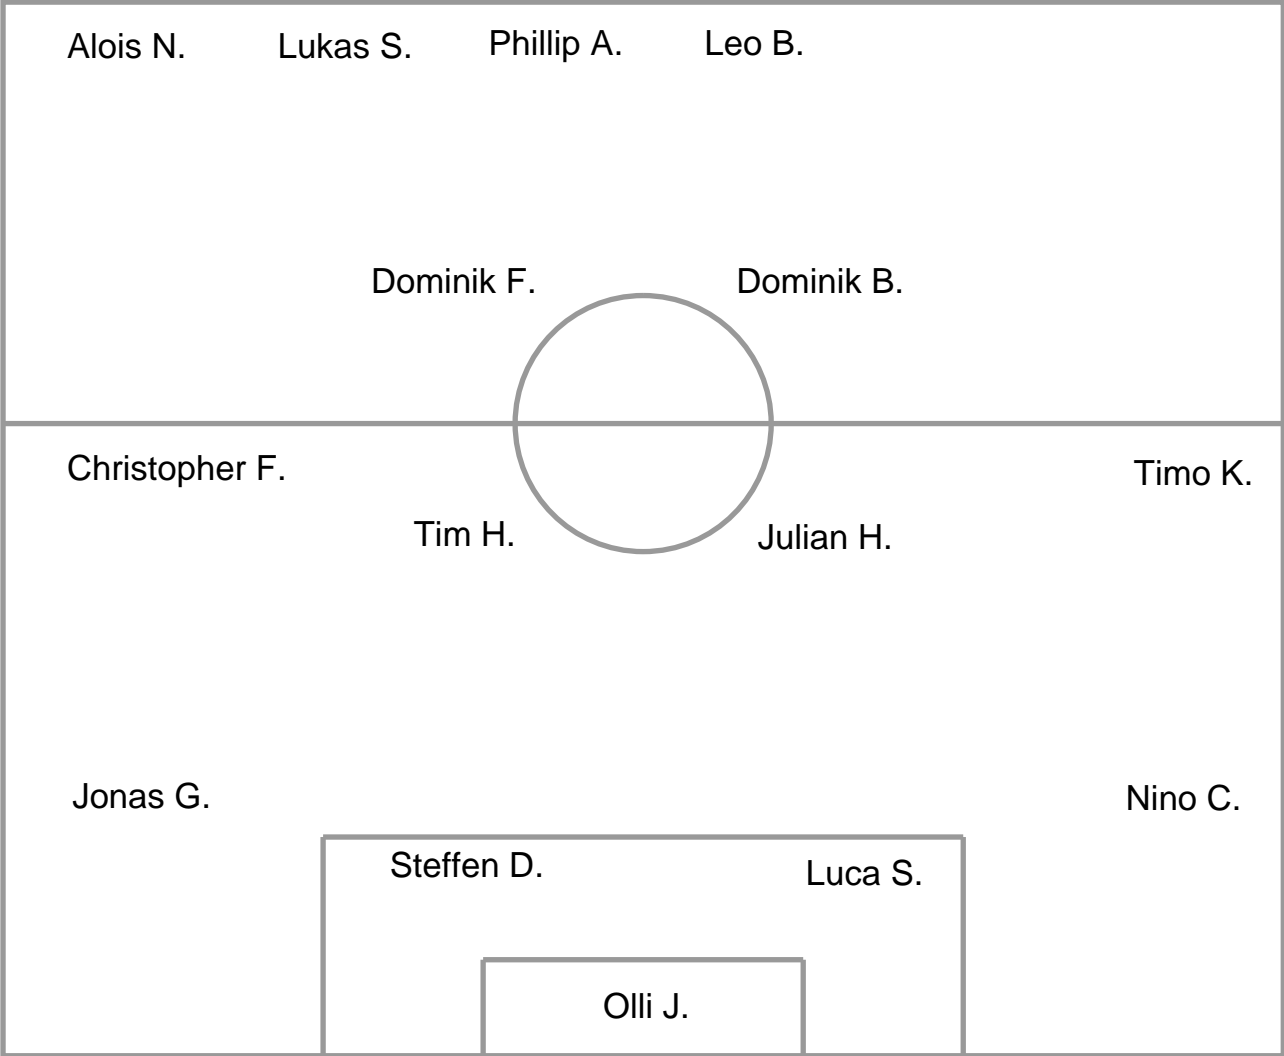 Alois N. Lukas S. Phillip A. Leo B.
Dominik F. Dominik B.
Christopher F. Timo K.
Tim H. Julian H.
Jonas G. Nino C.
Steffen D. Luca S.
Olli J.